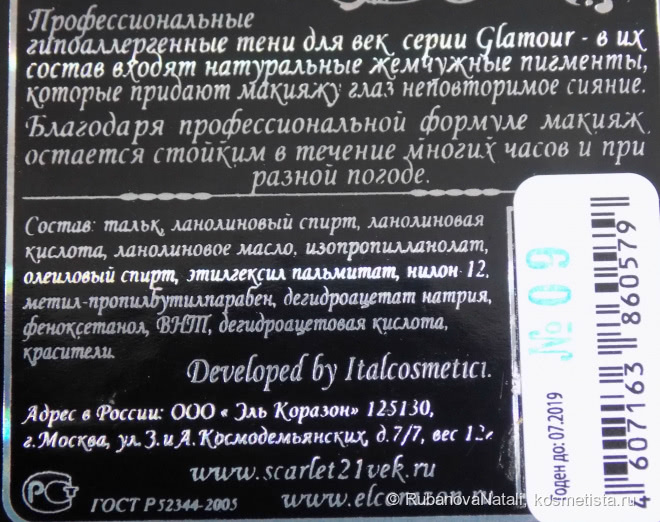 Профессиональные
гипоаллергенные тени для век серии Glamour - в их
состав входят натуральные жемчужные пигменты,
которые придают макияжу глаз неповторимое сияние.
Благодаря профессиональной формуле макияж
остается стойким в течение многих часов и при
разной погоде.
Состав: тальк, ланолиновый спирт, ланолиновая
кислота, ланолиновое масло, изопропилланолат,
олеиловый спирт, этилгексил пальмитат, нилон 12,
метил-пропилбутилпарабен, дегидроацетат натрия,
феноксетанол, ВНТ, дегидроацетовая кислота,
красители.
Developed by Italcosmetici.
Адрес в России: ООО « Эль Коразон» 125130,
г.Москва, ул.З.и А.Космодемьянских, д.7/7, вес 12г
www.scarlet21vek.ru
ГОСТ Р 52344-2005
№ 09
Годен до: 07.2019
4 607163 860579
© RubanovaNatali, kosmetista.ru